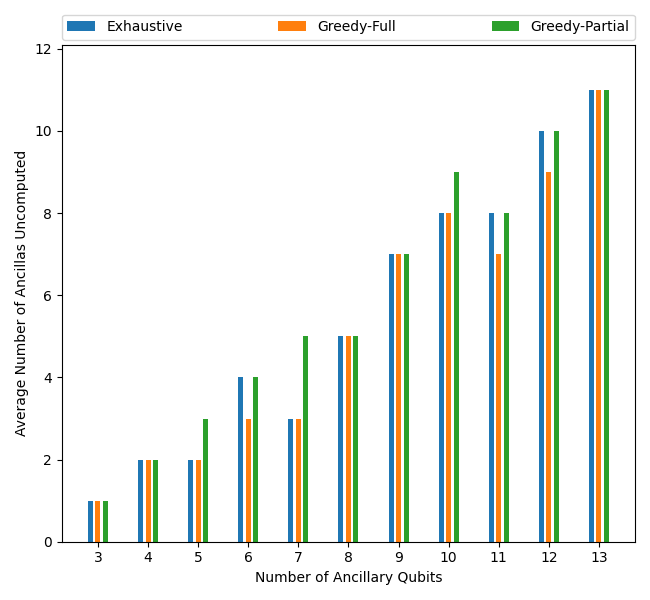 Exhaustive Greedy-Full Greedy-Partial
12
10
8
6
4
2
0
Average Number of Ancillas Uncomputed
3 4 5 6 7 8 9 10 11 12 13
Number of Ancillary Qubits